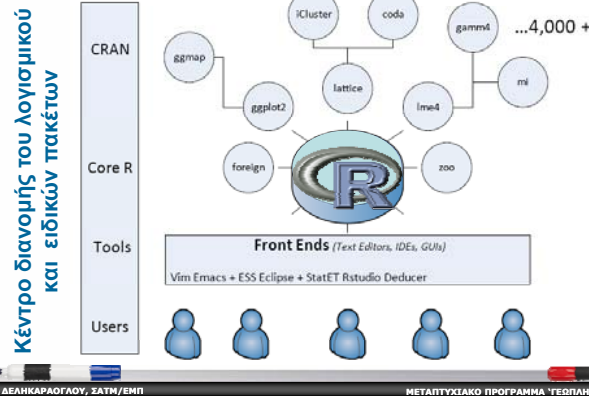 Κέντρο διανομής του λογισμικού
και ειδικών πακέτων
CRAN
Core R
Tools
Users
iCluster
coda
gamm4
...4,000 +
ggmap
lattice
mi
ggplot2
lme4
foreign
R
zoo
Front Ends (Text Editors, IDEs, GUIs)
Vim Emacs + ESS Eclipse + StatET Rstudio Deducer
ΔΕΛΗΚΑΡΑΟΓΛΟΥ, ΣΑΤΜ/ΕΜΠ
ΜΕΤΑΠΤΥΧΙΑΚΟ ΠΡΟΓΡΑΜΜΑ 'ΓΕΩΠΛΗ